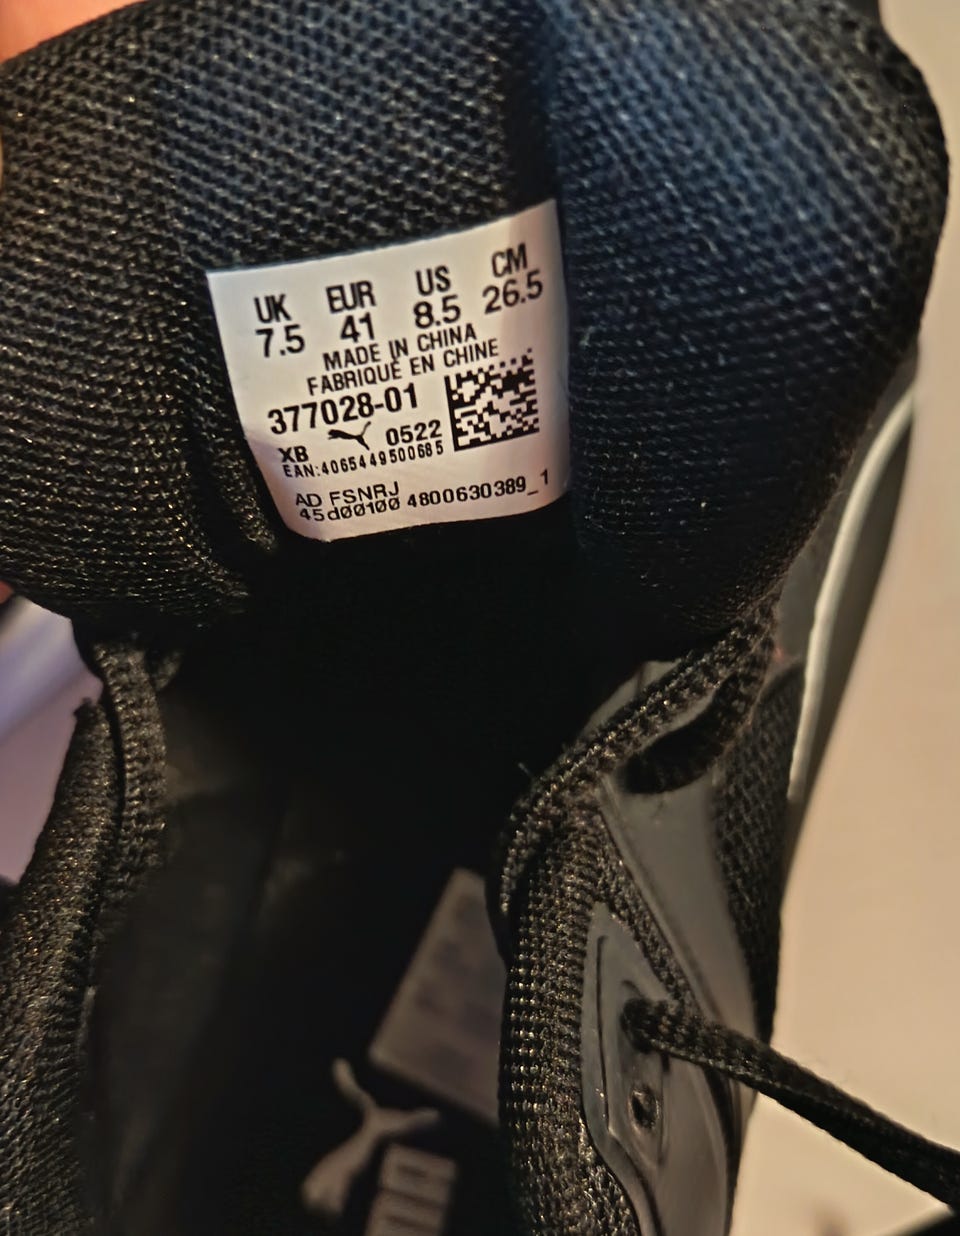 UK EUR US CM
7.5 41 8.5 26.5
MADE IN CHINA
FABRIQUÉ EN CHINE
377028-01
XB 0522
EAN:4065449500685
AD FSNRJ
45d00100 4800630389_1